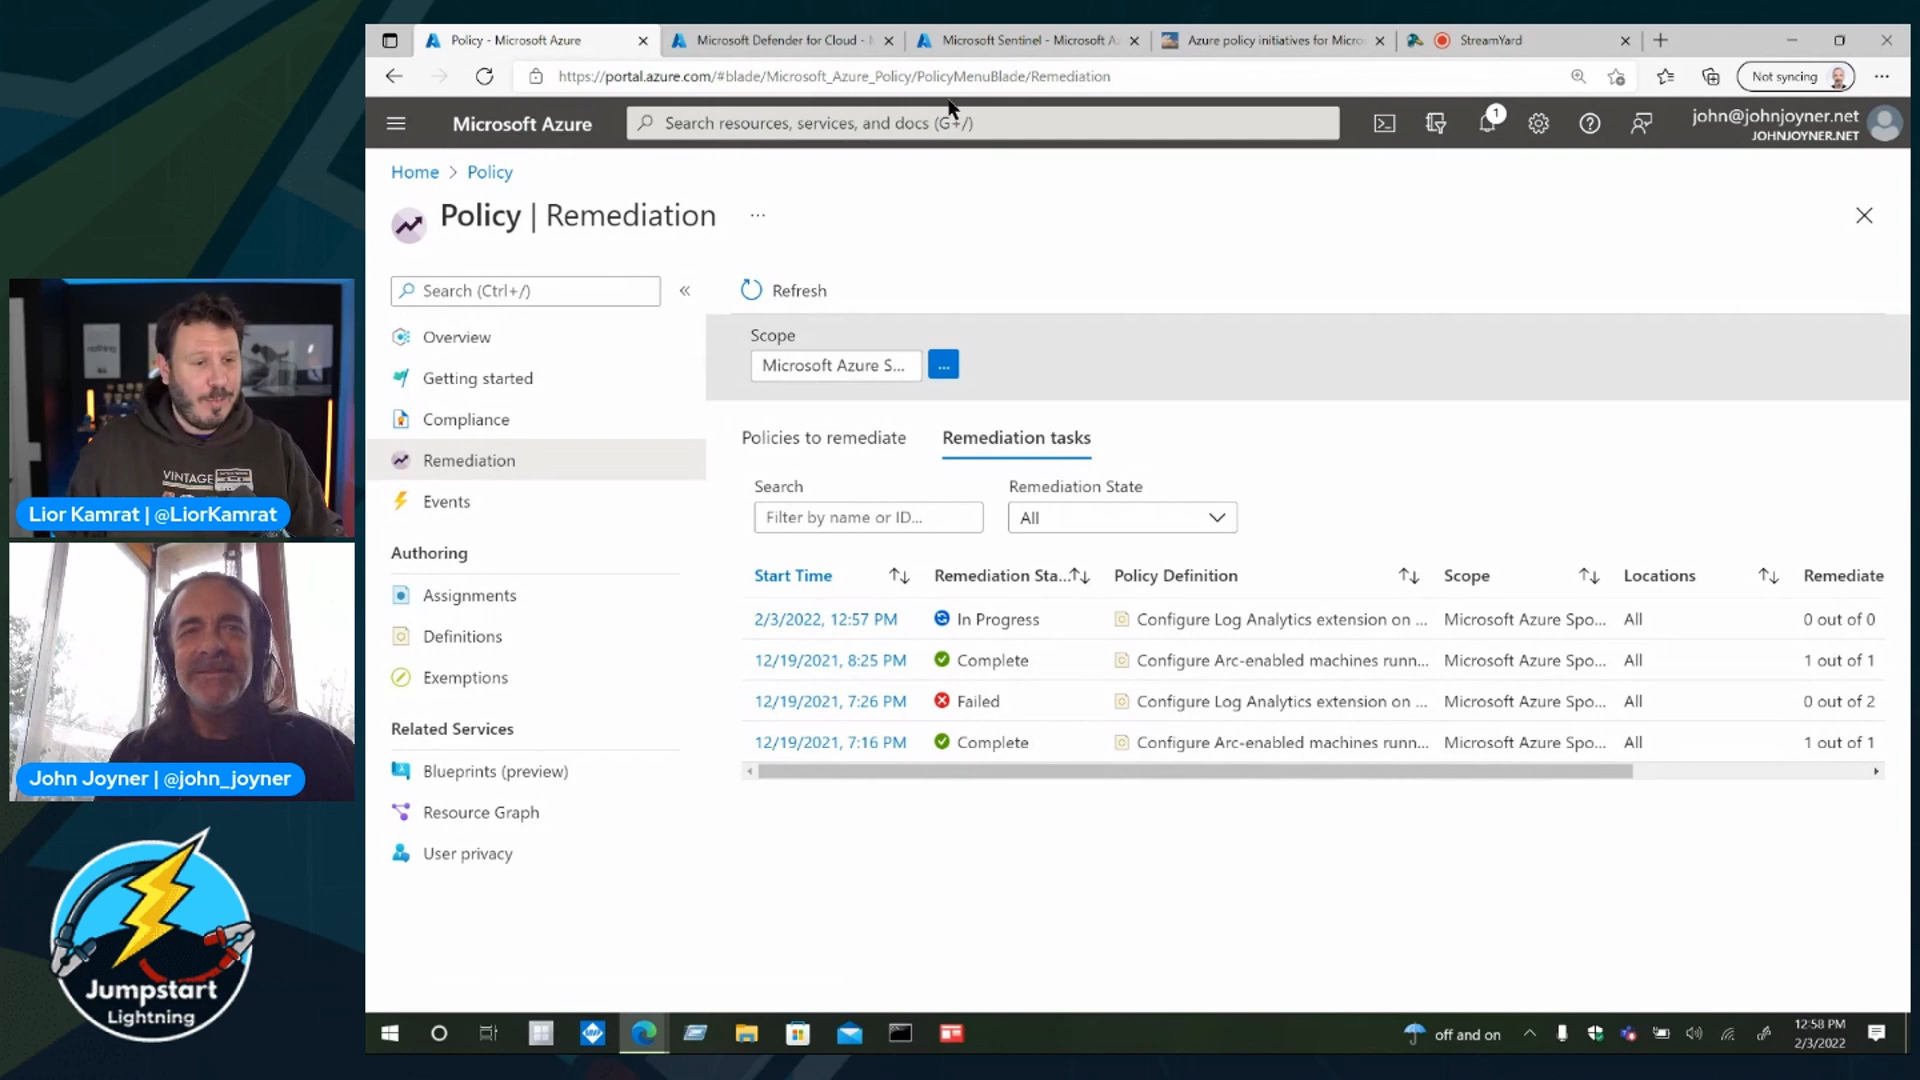 Policy - Microsoft Azure
Microsoft Defender for Cloud -
Microsoft Sentinel - Microsoft A
Azure policy initiatives for Micro
StreamYard
https://portal.azure.com/#blade/Microsoft_Azure_Policy/PolicyMenuBlade/Remediation
Not syncing
Microsoft Azure
Search resources, services, and docs (G+/)
1
john@johnjoyner.net
JOHNJOYNER.NET
Home > Policy
Policy | Remediation
...
Search (Ctrl+/)
«
Overview
Getting started
Compliance
Remediation
Events
Authoring
Assignments
Definitions
Exemptions
Related Services
Blueprints (preview)
Resource Graph
User privacy
Refresh
Scope
Microsoft Azure S...
...
Policies to remediate
Remediation tasks
Search
Filter by name or ID...
Remediation State
All
Start Time Remediation Sta... Policy Definition Scope Locations Remediate
2/3/2022, 12:57 PM In Progress Configure Log Analytics extension on ... Microsoft Azure Spo... All 0 out of 0
12/19/2021, 8:25 PM Complete Configure Arc-enabled machines runn... Microsoft Azure Spo... All 1 out of 1
12/19/2021, 7:26 PM Failed Configure Log Analytics extension on ... Microsoft Azure Spo... All 0 out of 2
12/19/2021, 7:16 PM Complete Configure Arc-enabled machines runn... Microsoft Azure Spo... All 1 out of 1
nothing
VINTAGE
Lior Kamrat | @LiorKamrat
John Joyner | @john_joyner
Jumpstart
Lightning
off and on
12:58 PM
2/3/2022